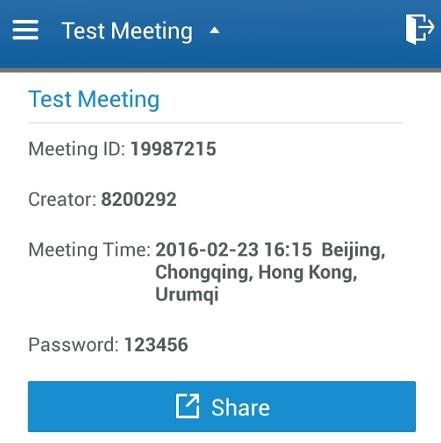 Test Meeting
Test Meeting
Meeting ID: 19987215
Creator: 8200292
Meeting Time: 2016-02-23 16:15 Beijing,
Chongqing, Hong Kong,
Urumqi
Password: 123456
Share